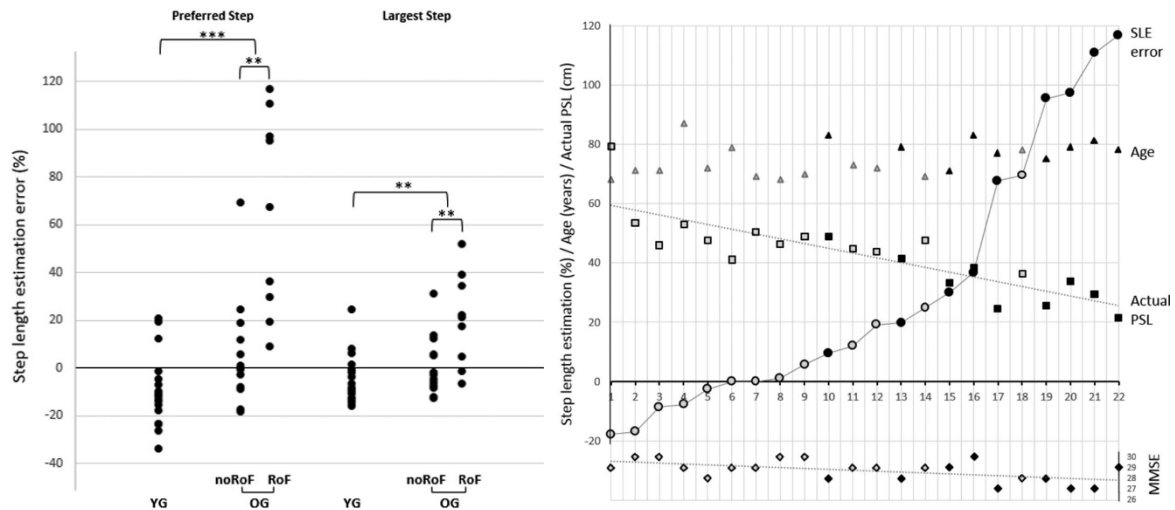 Preferred Step Largest Step
***
**
**
**
Step length estimation error (%)
120
100
80
60
40
20
0
-20
-40
noRoF RoF noRoF RoF
YG OG YG OG
Step length estimation (%) / Age (years) / Actual PSL (cm)
120
100
80
60
40
20
0
-20
1 2 3 4 5 6 7 8 9 10 11 12 13 14 15 16 17 18 19 20 21 22
SLE
error
Age
Actual
PSL
30
29
28
27
26
MMSE